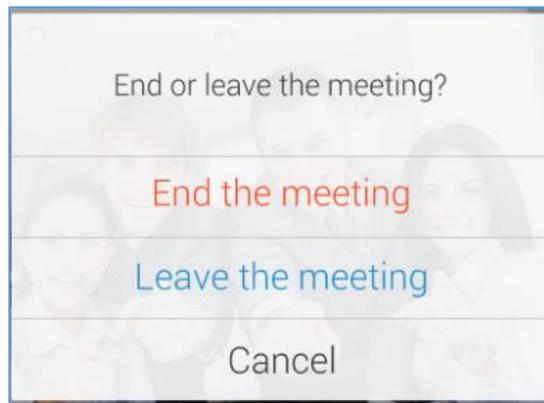 End or leave the meeting?
End the meeting
Leave the meeting
Cancel